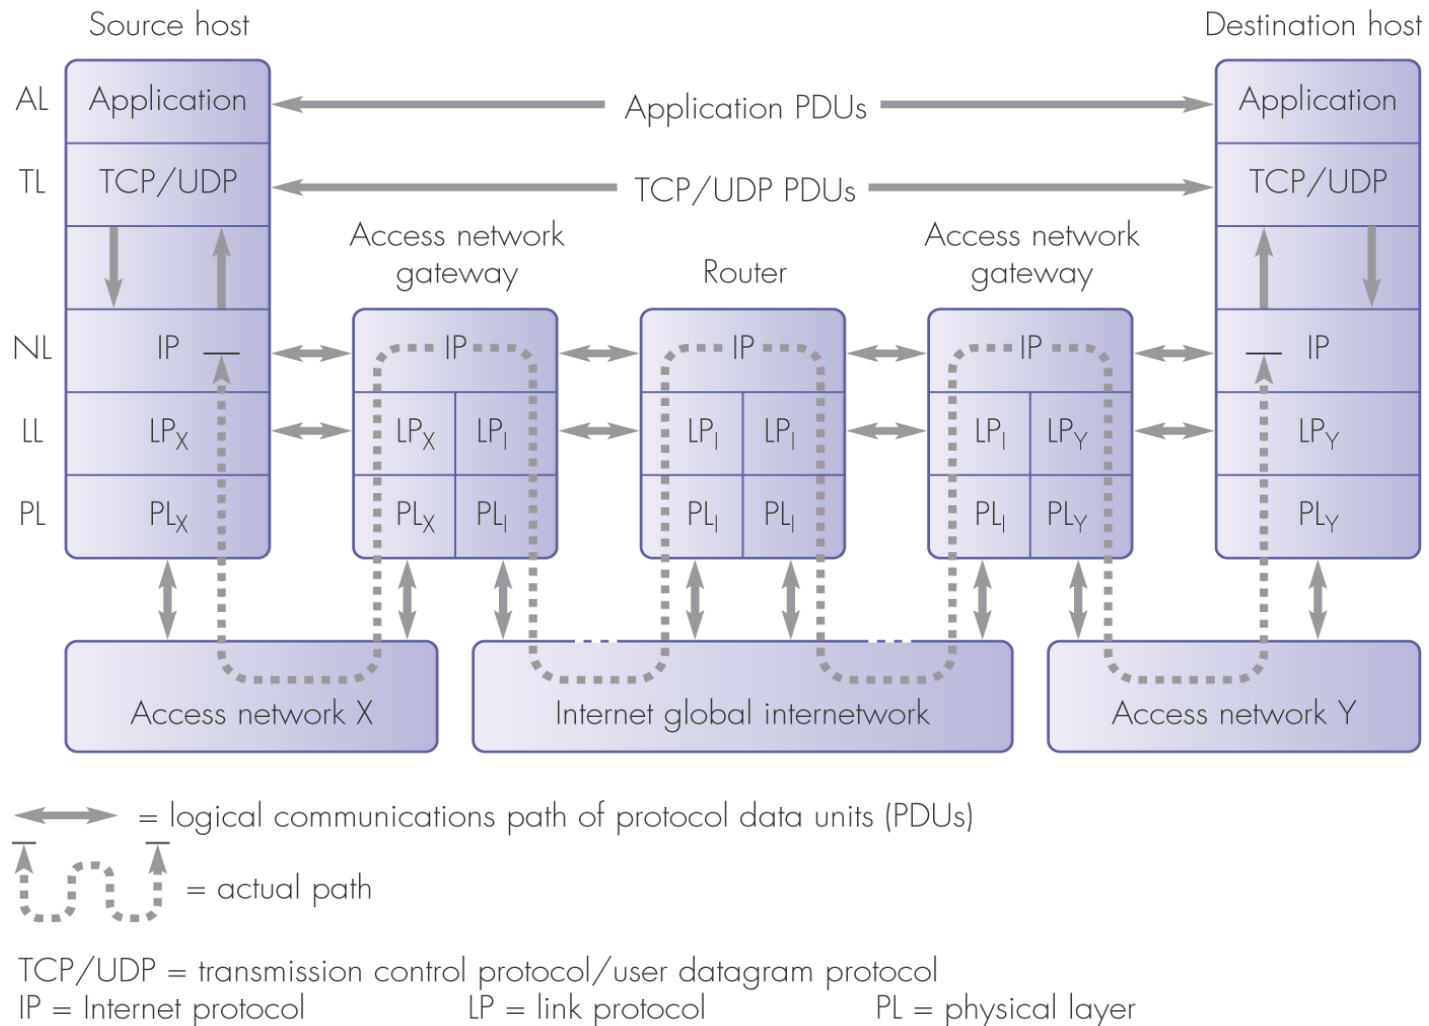 Source host
Destination host
AL
Application
Application PDUs
Application
TL
TCP/UDP
TCP/UDP PDUs
TCP/UDP
Access network
gateway
Router
Access network
gateway
NL
IP
IP
IP
IP
IP
LL
LPX
LPX
LPI
LPI
LPI
LPI
LPY
LPY
PL
PLX
PLX
PLI
PLI
PLI
PLI
PLY
PLY
Access network X
Internet global internetwork
Access network Y
= logical communications path of protocol data units (PDUs)
= actual path
TCP/UDP = transmission control protocol/user datagram protocol
IP = Internet protocol
LP = link protocol
PL = physical layer